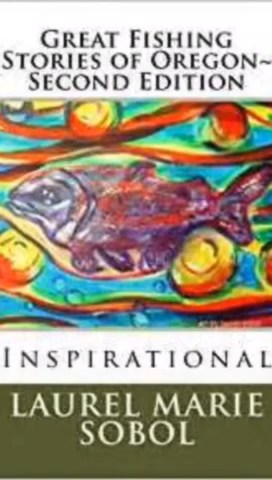 Great Fishing
Stories of Oregon~
Second Edition
Inspirational
Laurel Marie
Sobol